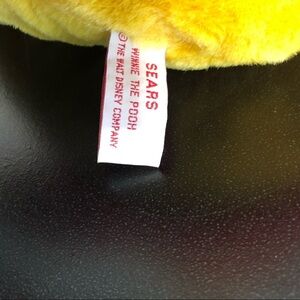 SEARS
WINNIE THE POOH
© THE WALT DISNEY COMPANY